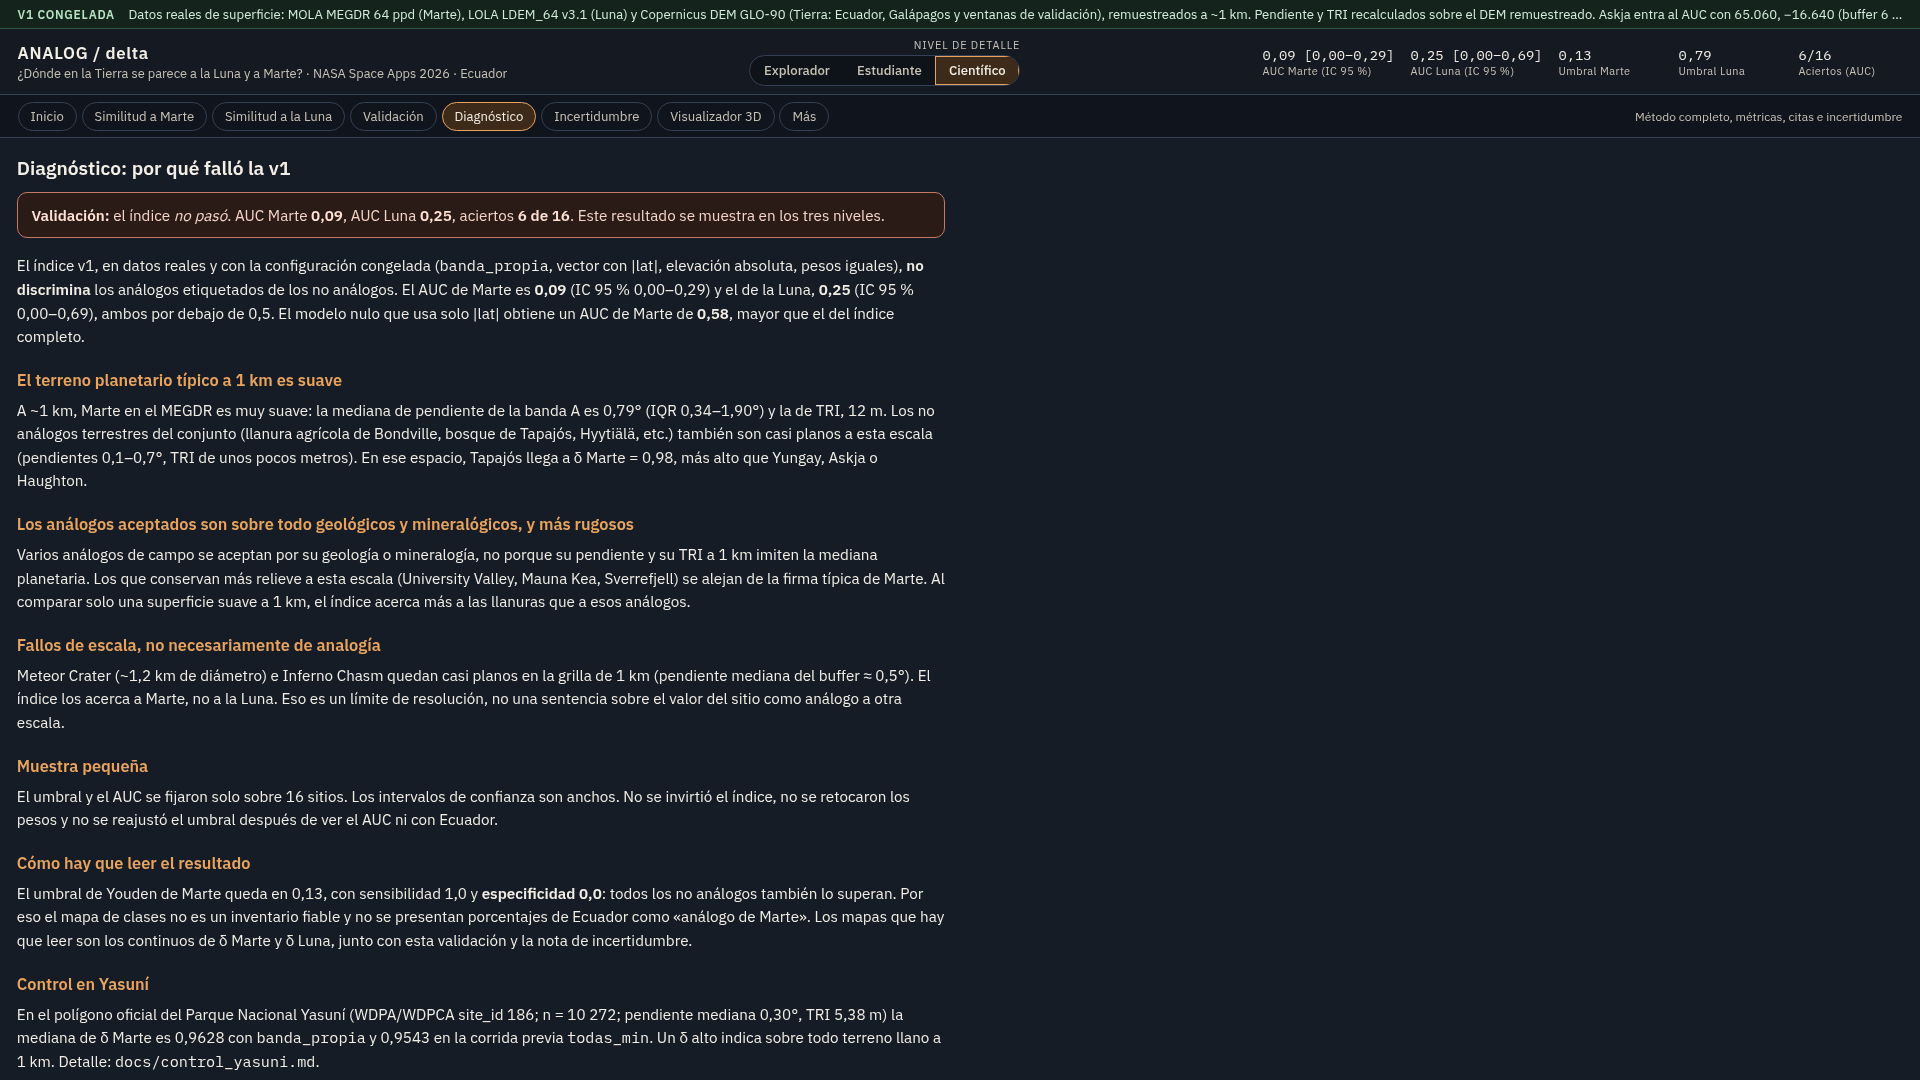 V1 CONGELADA Datos reales de superficie: MOLA MEGDR 64 ppd (Marte), LOLA LDEM_64 v3.1 (Luna) y Copernicus DEM GLO-90 (Tierra: Ecuador, Galápagos y ventanas de validación), remuestreados a ~1 km. Pendiente y TRI recalculados sobre el DEM remuestreado. Askja entra al AUC con 65.060, −16.640 (buffer 6 ...
ANALOG / delta
¿Dónde en la Tierra se parece a la Luna y a Marte? · NASA Space Apps 2026 · Ecuador
NIVEL DE DETALLE
Explorador Estudiante Científico
0,09 [0,00–0,29] 0,25 [0,00–0,69] 0,13 0,79 6/16
AUC Marte (IC 95 %) AUC Luna (IC 95 %) Umbral Marte Umbral Luna Aciertos (AUC)
Inicio Similitud a Marte Similitud a la Luna Validación Diagnóstico Incertidumbre Visualizador 3D Más Método completo, métricas, citas e incertidumbre
Diagnóstico: por qué falló la v1
Validación: el índice no pasó. AUC Marte 0,09, AUC Luna 0,25, aciertos 6 de 16. Este resultado se muestra en los tres niveles.
El índice v1, en datos reales y con la configuración congelada (banda_propia, vector con |lat|, elevación absoluta, pesos iguales), no
discrimina los análogos etiquetados de los no análogos. El AUC de Marte es 0,09 (IC 95 % 0,00–0,29) y el de la Luna, 0,25 (IC 95 %
0,00–0,69), ambos por debajo de 0,5. El modelo nulo que usa solo |lat| obtiene un AUC de Marte de 0,58, mayor que el del índice
completo.
El terreno planetario típico a 1 km es suave
A ~1 km, Marte en el MEGDR es muy suave: la mediana de pendiente de la banda A es 0,79° (IQR 0,34–1,90°) y la de TRI, 12 m. Los no
análogos terrestres del conjunto (llanura agrícola de Bondville, bosque de Tapajós, Hyytiälä, etc.) también son casi planos a esta escala
(pendientes 0,1–0,7°, TRI de unos pocos metros). En ese espacio, Tapajós llega a δ Marte = 0,98, más alto que Yungay, Askja o
Haughton.
Los análogos aceptados son sobre todo geológicos y mineralógicos, y más rugosos
Varios análogos de campo se aceptan por su geología o mineralogía, no porque su pendiente y su TRI a 1 km imiten la mediana
planetaria. Los que conservan más relieve a esta escala (University Valley, Mauna Kea, Sverrefjell) se alejan de la firma típica de Marte. Al
comparar solo una superficie suave a 1 km, el índice acerca más a las llanuras que a esos análogos.
Fallos de escala, no necesariamente de analogía
Meteor Crater (~1,2 km de diámetro) e Inferno Chasm quedan casi planos en la grilla de 1 km (pendiente mediana del buffer ≈ 0,5°). El
índice los acerca a Marte, no a la Luna. Eso es un límite de resolución, no una sentencia sobre el valor del sitio como análogo a otra
escala.
Muestra pequeña
El umbral y el AUC se fijaron solo sobre 16 sitios. Los intervalos de confianza son anchos. No se invirtió el índice, no se retocaron los
pesos y no se reajustó el umbral después de ver el AUC ni con Ecuador.
Cómo hay que leer el resultado
El umbral de Youden de Marte queda en 0,13, con sensibilidad 1,0 y especificidad 0,0: todos los no análogos también lo superan. Por
eso el mapa de clases no es un inventario fiable y no se presentan porcentajes de Ecuador como «análogo de Marte». Los mapas que hay
que leer son los continuos de δ Marte y δ Luna, junto con esta validación y la nota de incertidumbre.
Control en Yasuní
En el polígono oficial del Parque Nacional Yasuní (WDPA/WDPCA site_id 186; n = 10 272; pendiente mediana 0,30°, TRI 5,38 m) la
mediana de δ Marte es 0,9628 con banda_propia y 0,9543 en la corrida previa todas_min. Un δ alto indica sobre todo terreno llano a
1 km. Detalle: docs/control_yasuni.md.